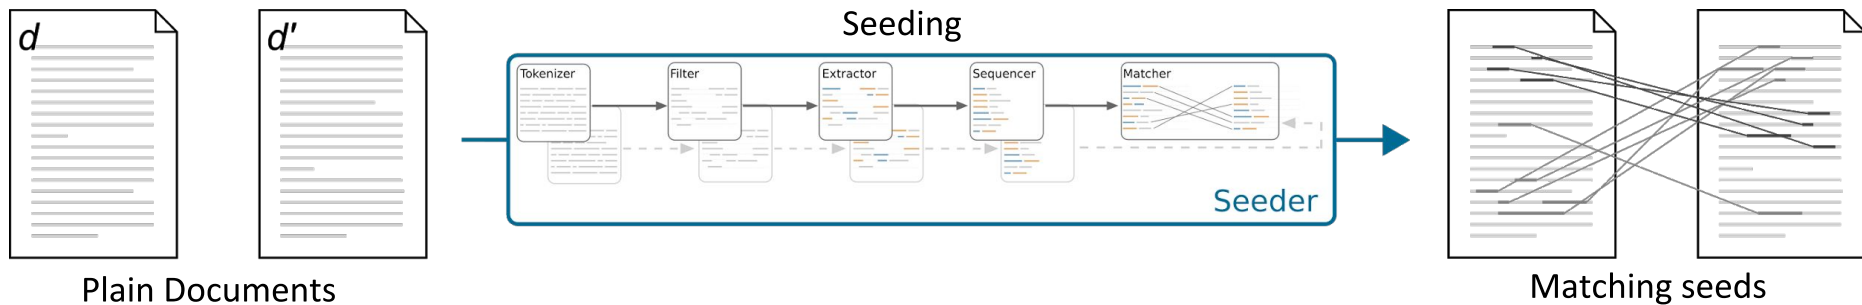 Seeding
d
d'
Tokenizer
Filter
Extractor
Sequencer
Matcher
Seeder
Plain Documents
Matching seeds